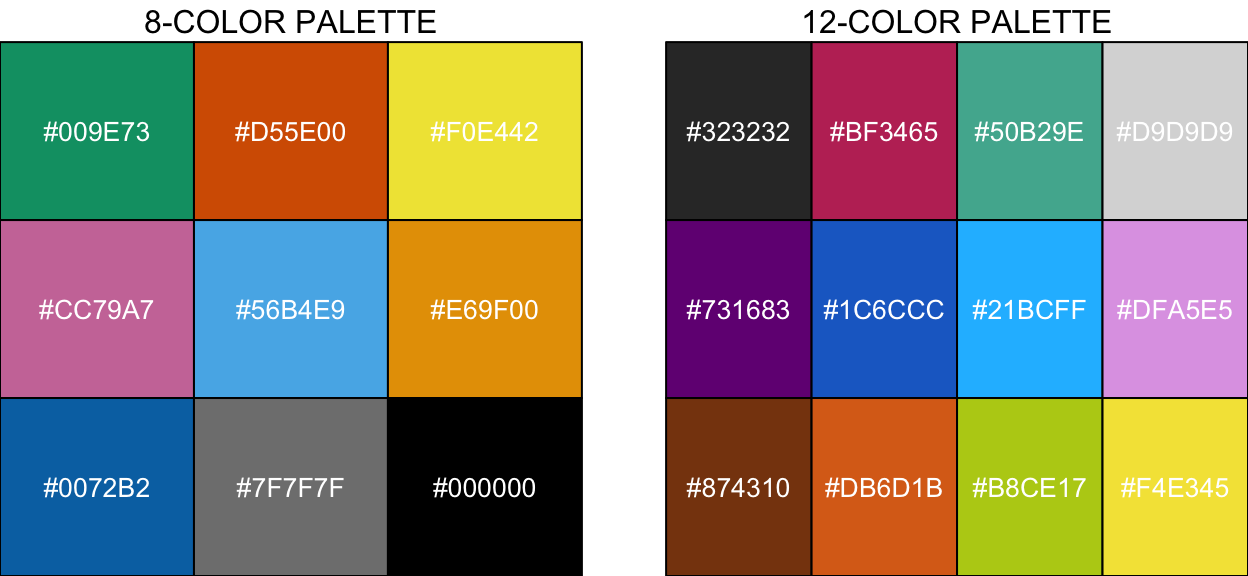 8-COLOR PALETTE
#009E73 #D55E00 #F0E442
#CC79A7 #56B4E9 #E69F00
#0072B2 #7F7F7F #000000
12-COLOR PALETTE
#323232 #BF3465 #50B29E #D9D9D9
#731683 #1C6CCC #21BCFF #DFA5E5
#874310 #DB6D1B #B8CE17 #F4E345